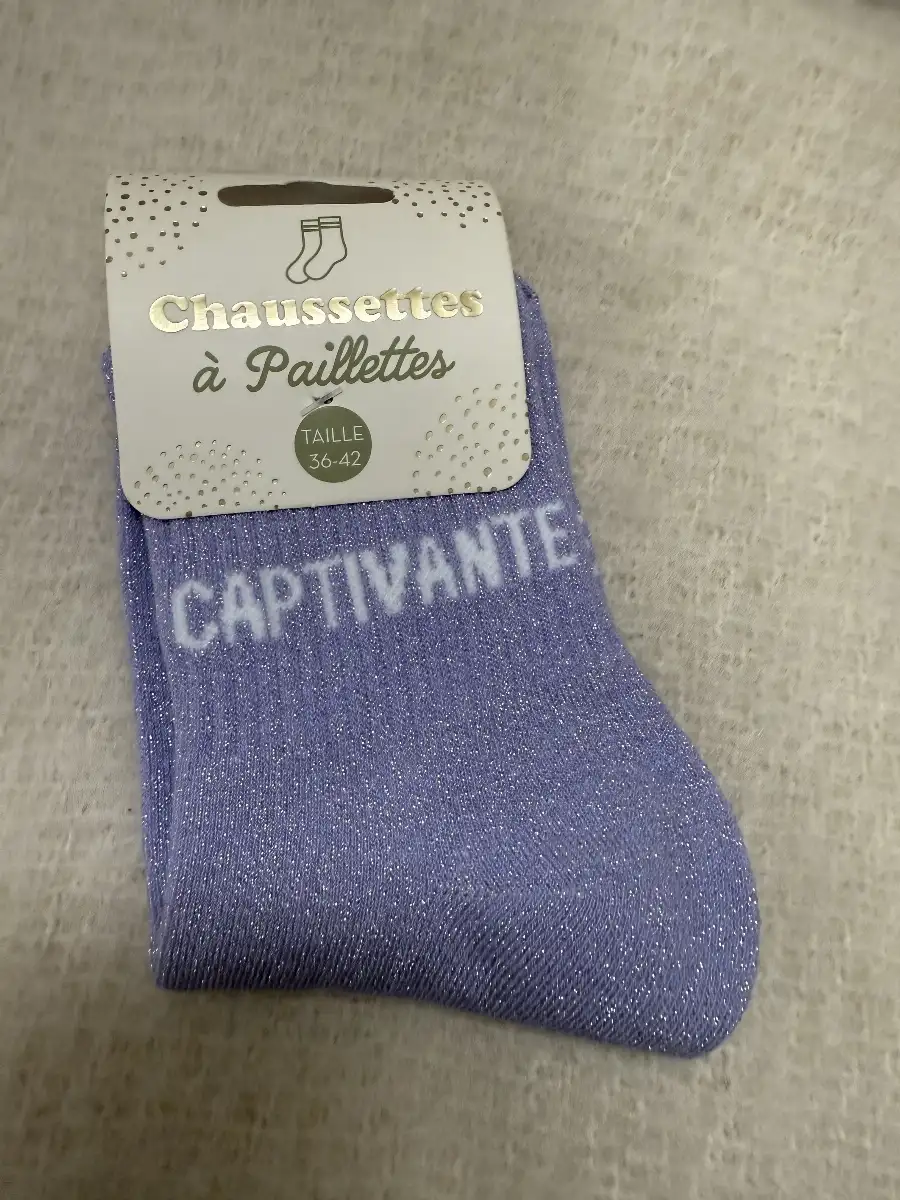 Chaussettes
à Paillettes
TAILLE
36-42
CAPTIVANTE